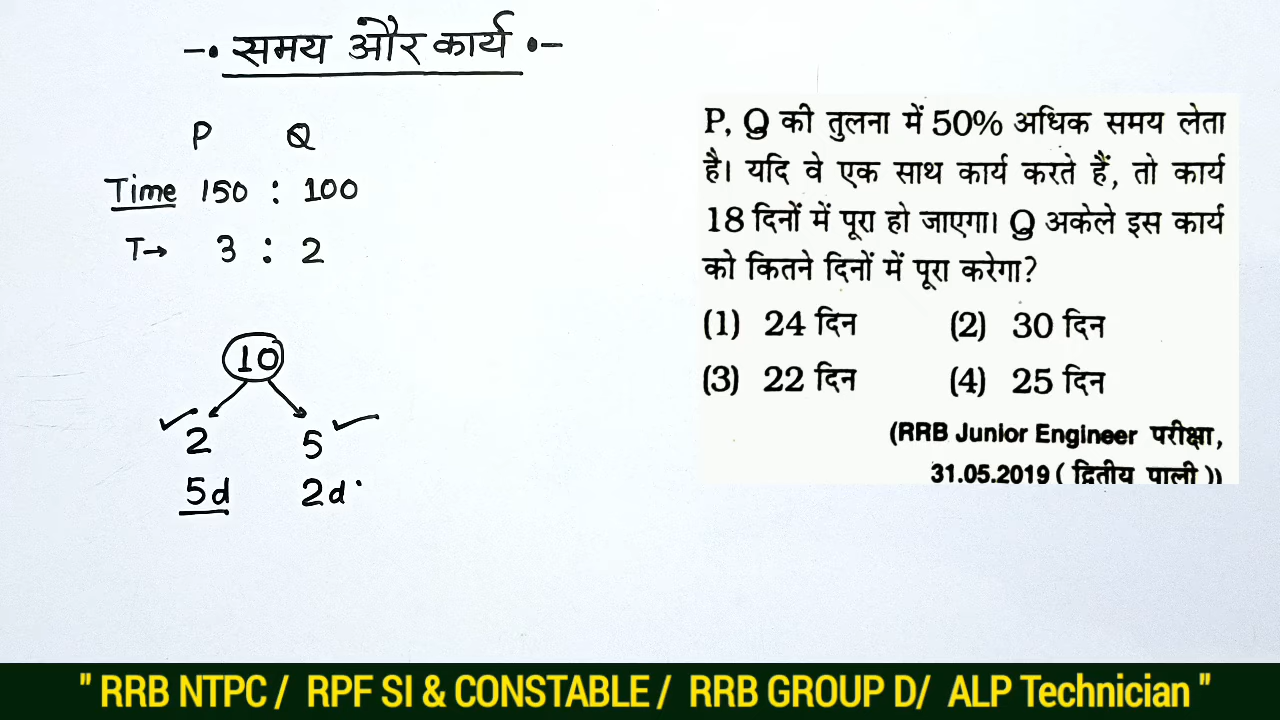 -• समय और कार्य •-
P Q
Time 150 : 100
T→ 3 : 2
10
2 5
5d 2d
P, Q की तुलना में 50% अधिक समय लेता
है। यदि वे एक साथ कार्य करते हैं, तो कार्य
18 दिनों में पूरा हो जाएगा। Q अकेले इस कार्य
को कितने दिनों में पूरा करेगा?
(1) 24 दिन (2) 30 दिन
(3) 22 दिन (4) 25 दिन
(RRB Junior Engineer परीक्षा,
31.05.2019 ( द्वितीय पाली ))
" RRB NTPC / RPF SI & CONSTABLE / RRB GROUP D/ ALP Technician "